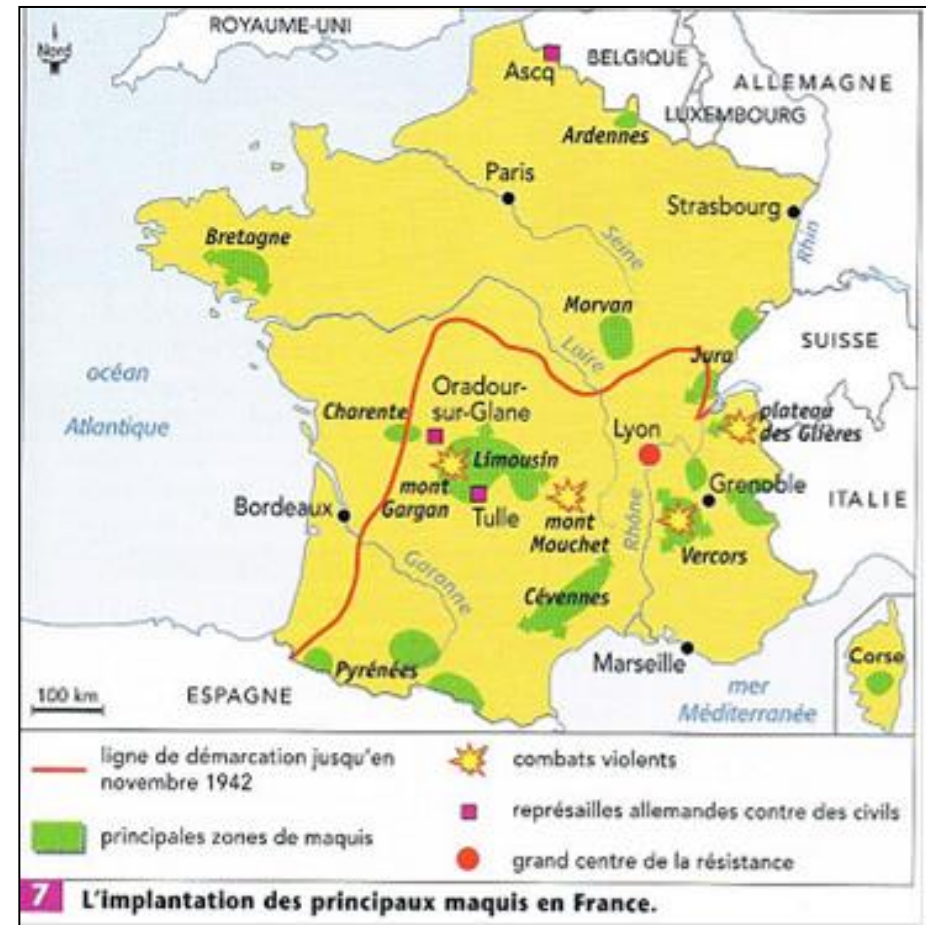 Nord
ROYAUME-UNI
BELGIQUE
ALLEMAGNE
Ascq
LUXEMBOURG
Ardennes
Paris
Strasbourg
Rhin
Seine
Bretagne
Morvan
Loire
SUISSE
Jura
océan
Atlantique
Oradour-
sur-Glane
Charente
Lyon
plateau
des Glières
Limousin
mont
Gargan
Tulle
mont
Mouchet
Rhône
Grenoble
ITALIE
Bordeaux
Vercors
Garonne
Cévennes
Marseille
Corse
Pyrénées
100 km
ESPAGNE
mer
Méditerranée
ligne de démarcation jusqu'en
novembre 1942
principales zones de maquis
combats violents
représailles allemandes contre des civils
grand centre de la résistance
7 L'implantation des principaux maquis en France.